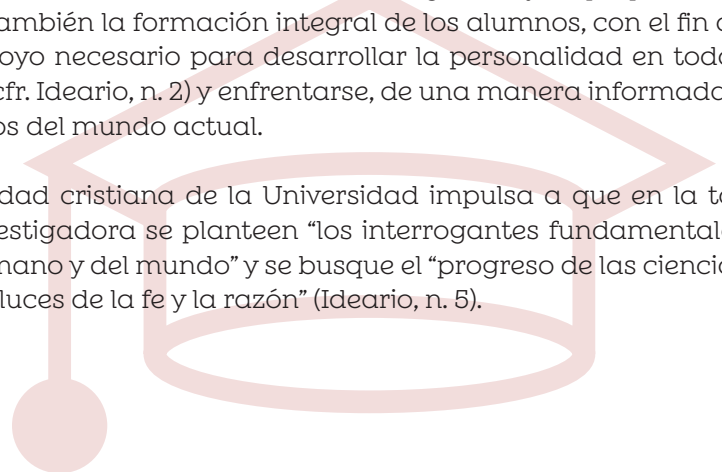 también la formación integral de los alumnos, con el fin
oyo necesario para desarrollar la personalidad en tod
cfr. Ideario, n. 2) y enfrentarse, de una manera informad
os del mundo actual.
dad cristiana de la Universidad impulsa a que en la t
estigadora se planteen “los interrogantes fundamental
mano y del mundo” y se busque el “progreso de las cienci
luces de la fe y la razón” (Ideario, n. 5).